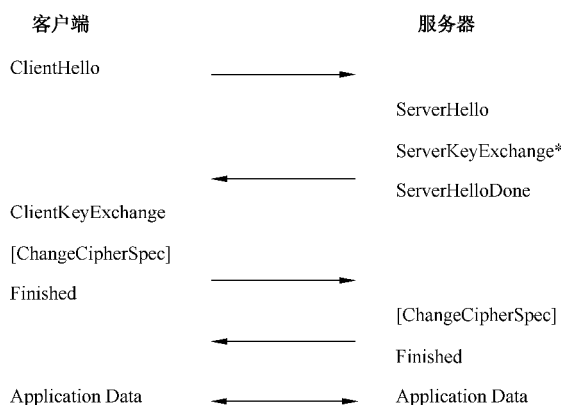 客户端 服务器
ClientHello
ServerHello
ServerKeyExchange*
ServerHelloDone
ClientKeyExchange
[ChangeCipherSpec]
Finished
[ChangeCipherSpec]
Finished
Application Data Application Data